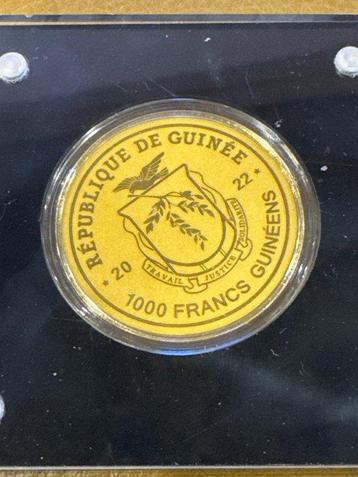 RÉPUBLIQUE DE GUINÉE
20 22
TRAVAIL JUSTICE SOLIDARITÉ
1000 FRANCS GUINÉENS